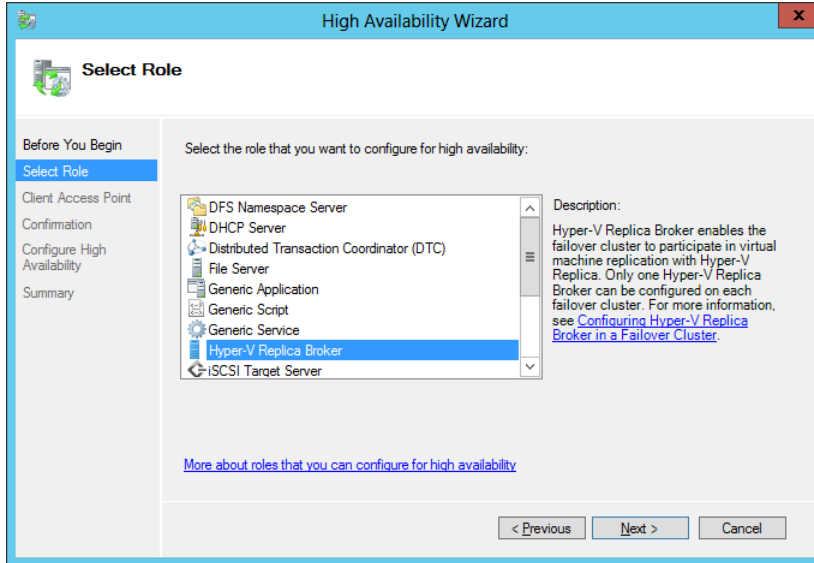 High Availability Wizard
x
Select Role
Before You Begin
Select Role
Client Access Point
Confirmation
Configure High
Availability
Summary
Select the role that you want to configure for high availability:
DFS Namespace Server
DHCP Server
Distributed Transaction Coordinator (DTC)
File Server
Generic Application
Generic Script
Generic Service
Hyper-V Replica Broker
iSCSI Target Server
Description:
Hyper-V Replica Broker enables the
failover cluster to participate in virtual
machine replication with Hyper-V
Replica. Only one Hyper-V Replica
Broker can be configured on each
failover cluster. For more information,
see Configuring Hyper-V Replica
Broker in a Failover Cluster.
More about roles that you can configure for high availability
< Previous
Next >
Cancel